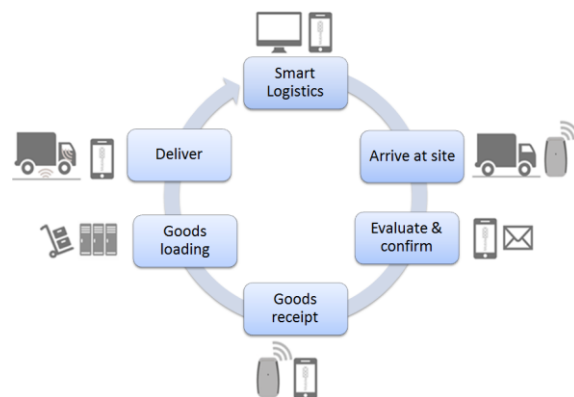 Smart
Logistics
Arrive at site
Evaluate &
confirm
Goods
receipt
Goods
loading
Deliver